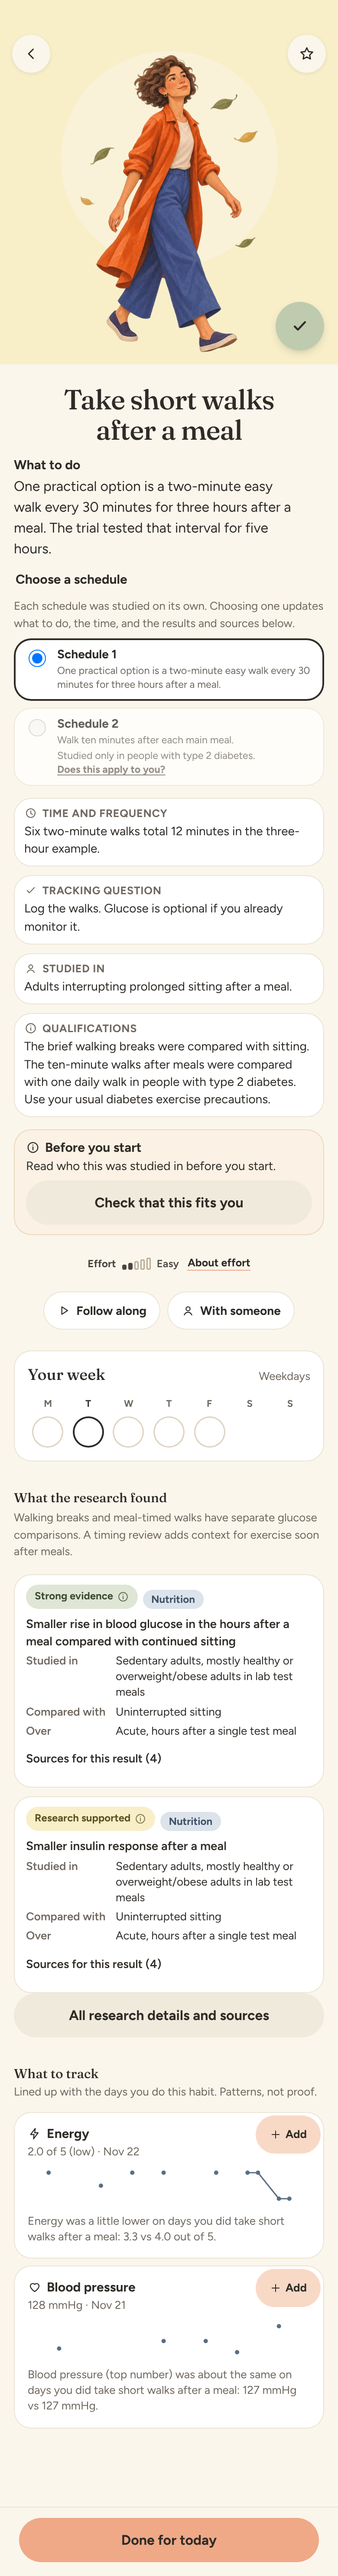 Take short walks
after a meal
What to do
One practical option is a two-minute easy
walk every 30 minutes for three hours after a
meal. The trial tested that interval for five
hours.
Choose a schedule
Each schedule was studied on its own. Choosing one updates
what to do, the time, and the results and sources below.
Schedule 1
One practical option is a two-minute easy walk every 30
minutes for three hours after a meal.
Schedule 2
Walk ten minutes after each main meal.
Studied only in people with type 2 diabetes.
Does this apply to you?
TIME AND FREQUENCY
Six two-minute walks total 12 minutes in the three-
hour example.
TRACKING QUESTION
Log the walks. Glucose is optional if you already
monitor it.
STUDIED IN
Adults interrupting prolonged sitting after a meal.
QUALIFICATIONS
The brief walking breaks were compared with sitting.
The ten-minute walks after meals were compared
with one daily walk in people with type 2 diabetes.
Use your usual diabetes exercise precautions.
Before you start
Read who this was studied in before you start.
Check that this fits you
Effort Easy About effort
Follow along With someone
Your week Weekdays
M T W T F S S
What the research found
Walking breaks and meal-timed walks have separate glucose
comparisons. A timing review adds context for exercise soon
after meals.
Strong evidence Nutrition
Smaller rise in blood glucose in the hours after a
meal compared with continued sitting
Studied in Sedentary adults, mostly healthy or
overweight/obese adults in lab test
meals
Compared with Uninterrupted sitting
Over Acute, hours after a single test meal
Sources for this result (4)
Research supported Nutrition
Smaller insulin response after a meal
Studied in Sedentary adults, mostly healthy or
overweight/obese adults in lab test
meals
Compared with Uninterrupted sitting
Over Acute, hours after a single test meal
Sources for this result (4)
All research details and sources
What to track
Lined up with the days you do this habit. Patterns, not proof.
Energy + Add
2.0 of 5 (low) · Nov 22
Energy was a little lower on days you did take short
walks after a meal: 3.3 vs 4.0 out of 5.
Blood pressure + Add
128 mmHg · Nov 21
Blood pressure (top number) was about the same on
days you did take short walks after a meal: 127 mmHg
vs 127 mmHg.
Done for today